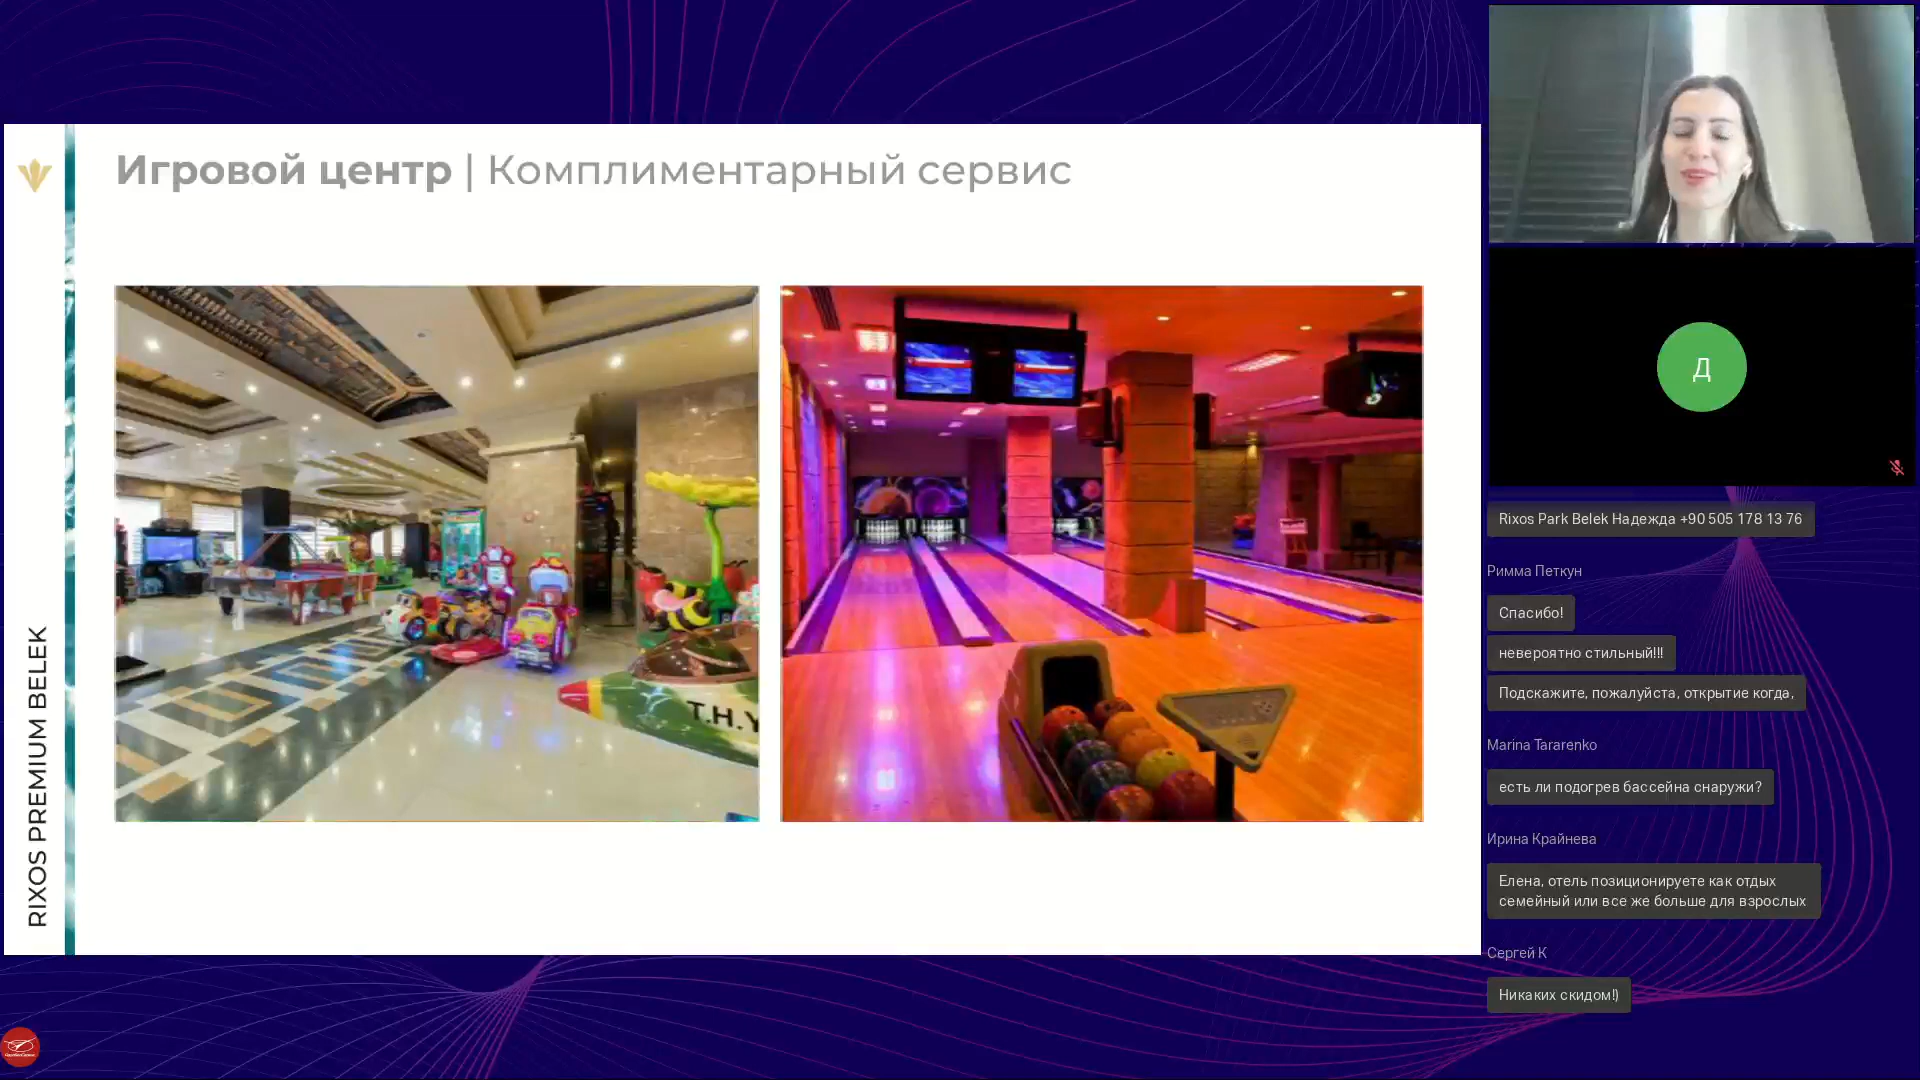 Игровой центр | Комплиментарный сервис
RIXOS PREMIUM BELEK
T.H.Y
Д
Rixos Park Belek Надежда +90 505 178 13 76
Римма Петкун
Спасибо!
невероятно стильный!!!
Подскажите, пожалуйста, открытие когда,
Marina Tararenko
есть ли подогрев бассейна снаружи?
Ирина Крайнева
Елена, отель позиционируете как отдых
семейный или все же больше для взрослых
Сергей К
Никаких скидом!)